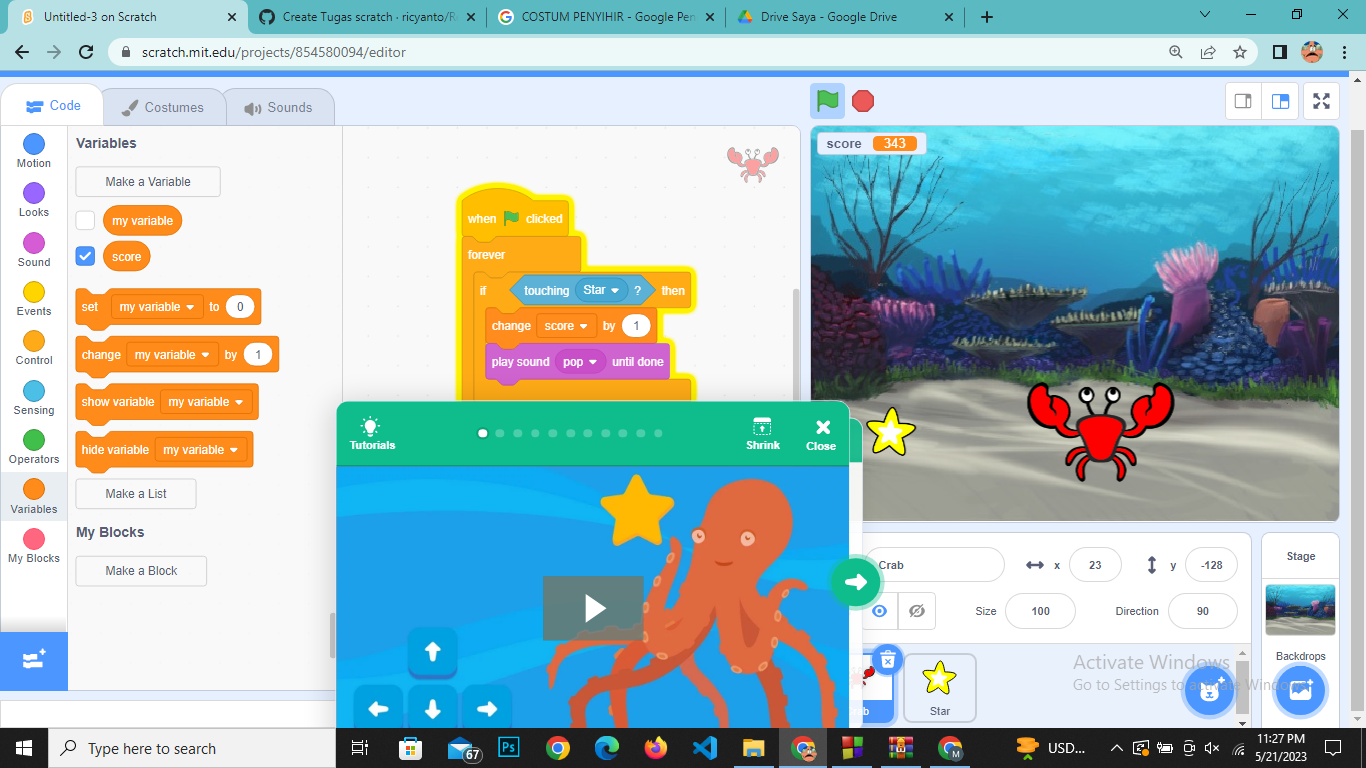 Untitled-3 on Scratch
Create Tugas scratch · ricyanto/R
COSTUM PENYIHIR - Google Pen
Drive Saya - Google Drive
scratch.mit.edu/projects/854580094/editor
Code
Costumes
Sounds
Motion
Looks
Sound
Events
Control
Sensing
Operators
Variables
My Blocks
Variables
Make a Variable
my variable
score
set my variable to 0
change my variable by 1
show variable my variable
hide variable my variable
Make a List
My Blocks
Make a Block
when clicked
forever
if touching Star ? then
change score by 1
play sound pop until done
Tutorials
Shrink
Close
score 343
Crab
x 23
y -128
Size 100
Direction 90
Star
Stage
Backdrops
Activate Windows
Go to Settings to activate Windows.
Type here to search
67
Ps
M
USD...
11:27 PM
5/21/2023